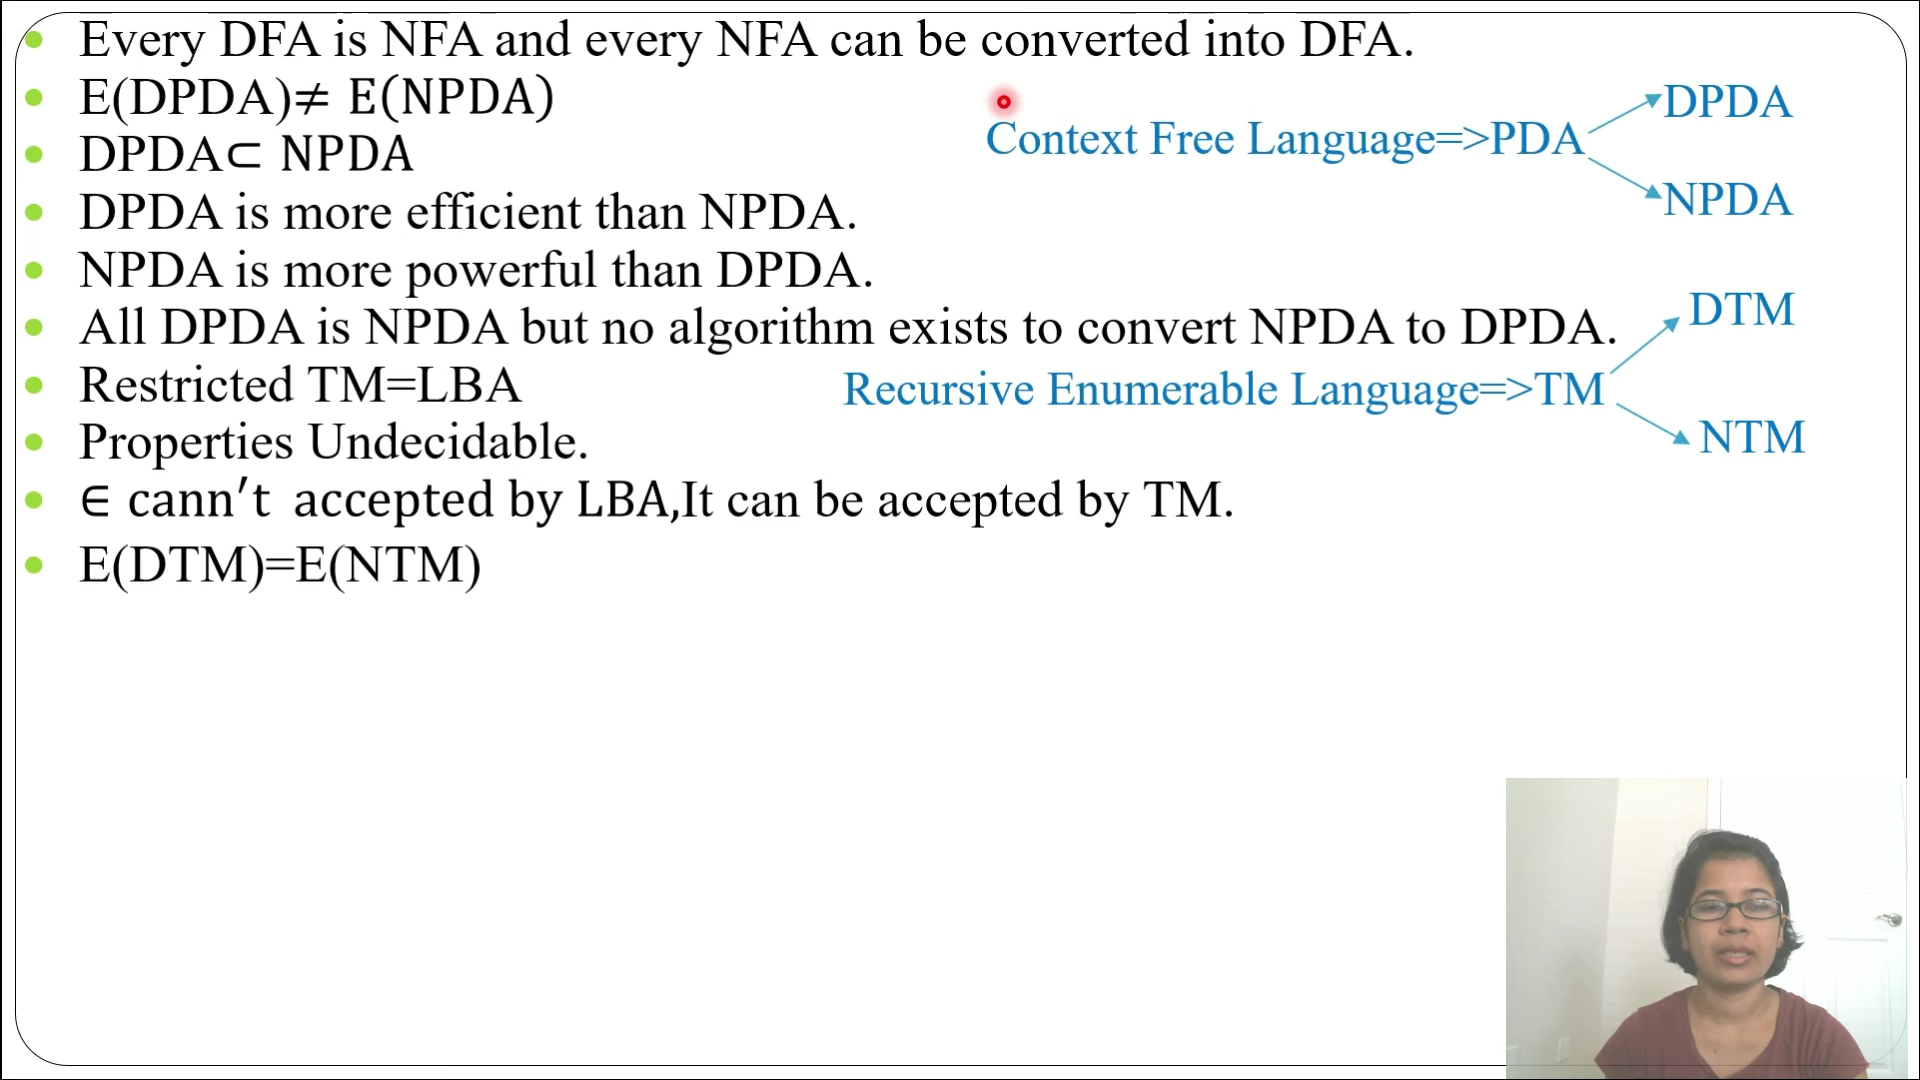 Every DFA is NFA and every NFA can be converted into DFA.
E(DPDA)≠ E(NPDA)
DPDA⊂ NPDA
DPDA is more efficient than NPDA.
NPDA is more powerful than DPDA.
All DPDA is NPDA but no algorithm exists to convert NPDA to DPDA.
Restricted TM=LBA
Properties Undecidable.
∈ cann′t accepted by LBA,It can be accepted by TM.
E(DTM)=E(NTM)
DPDA
Context Free Language=>PDA
NPDA
DTM
Recursive Enumerable Language=>TM
NTM